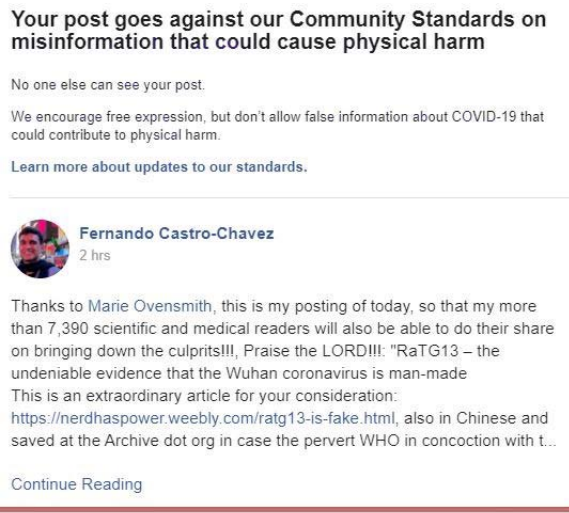 Your post goes against our Community Standards on
misinformation that could cause physical harm
No one else can see your post.
We encourage free expression, but don't allow false information about COVID-19 that
could contribute to physical harm.
Learn more about updates to our standards.
Fernando Castro-Chavez
2 hrs
Thanks to Marie Ovensmith, this is my posting of today, so that my more
than 7,390 scientific and medical readers will also be able to do their share
on bringing down the culprits!!!, Praise the LORD!!!: "RaTG13 – the
undeniable evidence that the Wuhan coronavirus is man-made
This is an extraordinary article for your consideration:
https://nerdhaspower.weebly.com/ratg13-is-fake.html, also in Chinese and
saved at the Archive dot org in case the pervert WHO in concoction with t...
Continue Reading